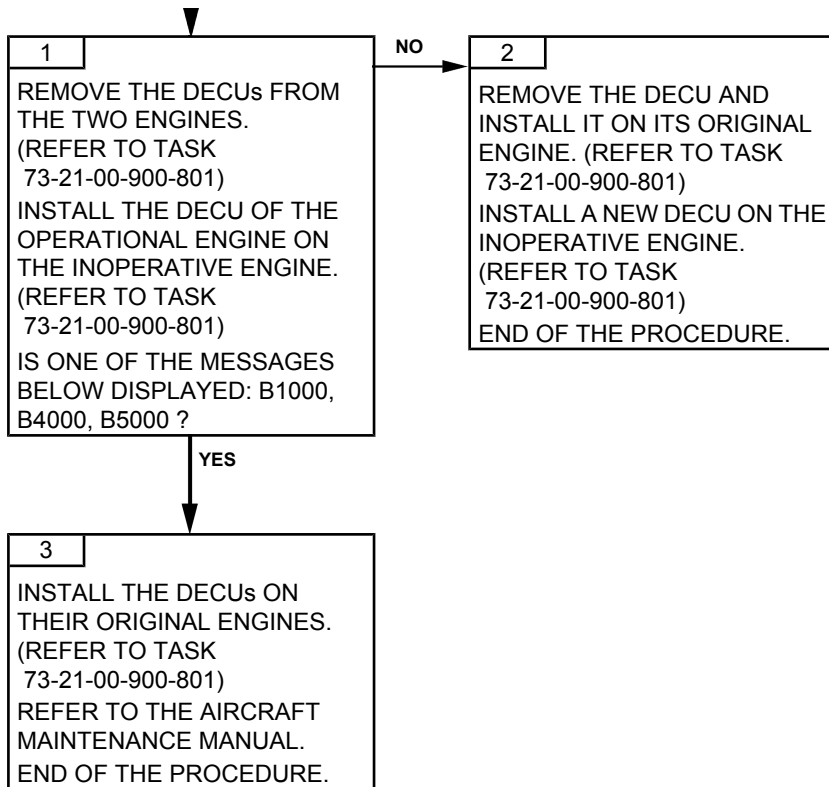 1
REMOVE THE DECUs FROM
THE TWO ENGINES.
(REFER TO TASK
73-21-00-900-801)
INSTALL THE DECU OF THE
OPERATIONAL ENGINE ON
THE INOPERATIVE ENGINE.
(REFER TO TASK
73-21-00-900-801)
IS ONE OF THE MESSAGES
BELOW DISPLAYED: B1000,
B4000, B5000 ?
NO
2
REMOVE THE DECU AND
INSTALL IT ON ITS ORIGINAL
ENGINE. (REFER TO TASK
73-21-00-900-801)
INSTALL A NEW DECU ON THE
INOPERATIVE ENGINE.
(REFER TO TASK
73-21-00-900-801)
END OF THE PROCEDURE.
YES
3
INSTALL THE DECUs ON
THEIR ORIGINAL ENGINES.
(REFER TO TASK
73-21-00-900-801)
REFER TO THE AIRCRAFT
MAINTENANCE MANUAL.
END OF THE PROCEDURE.